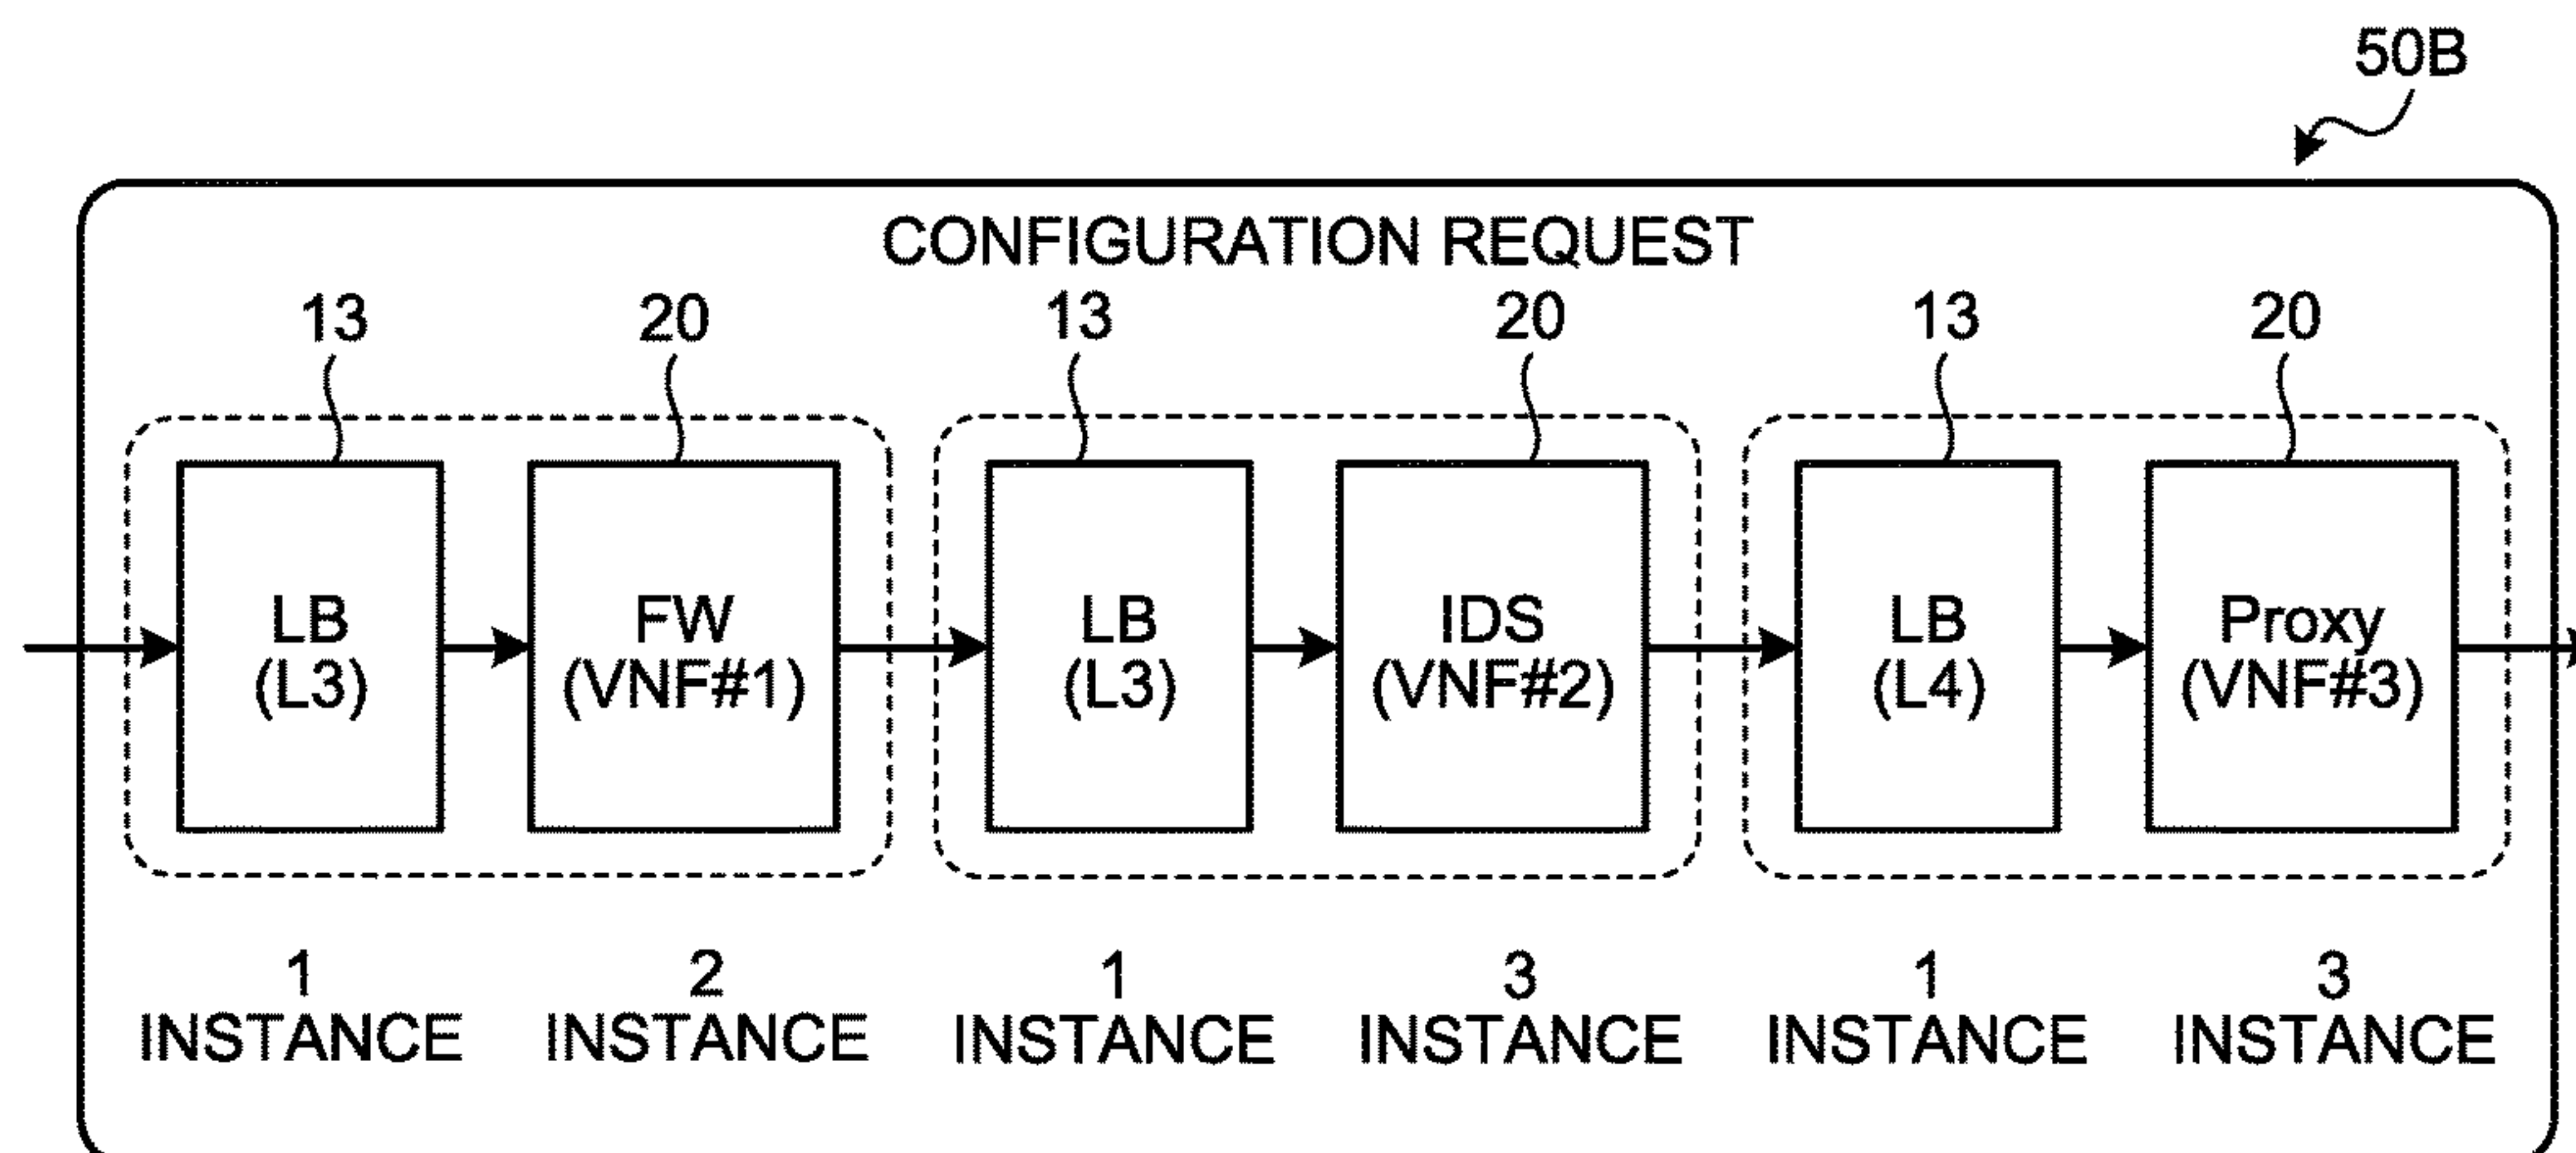 50B
CONFIGURATION REQUEST
13 20 13 20 13 20
LB FW LB IDS LB Proxy
(L3) (VNF#1) (L3) (VNF#2) (L4) (VNF#3)
1 2 1 3 1 3
INSTANCE INSTANCE INSTANCE INSTANCE INSTANCE INSTANCE